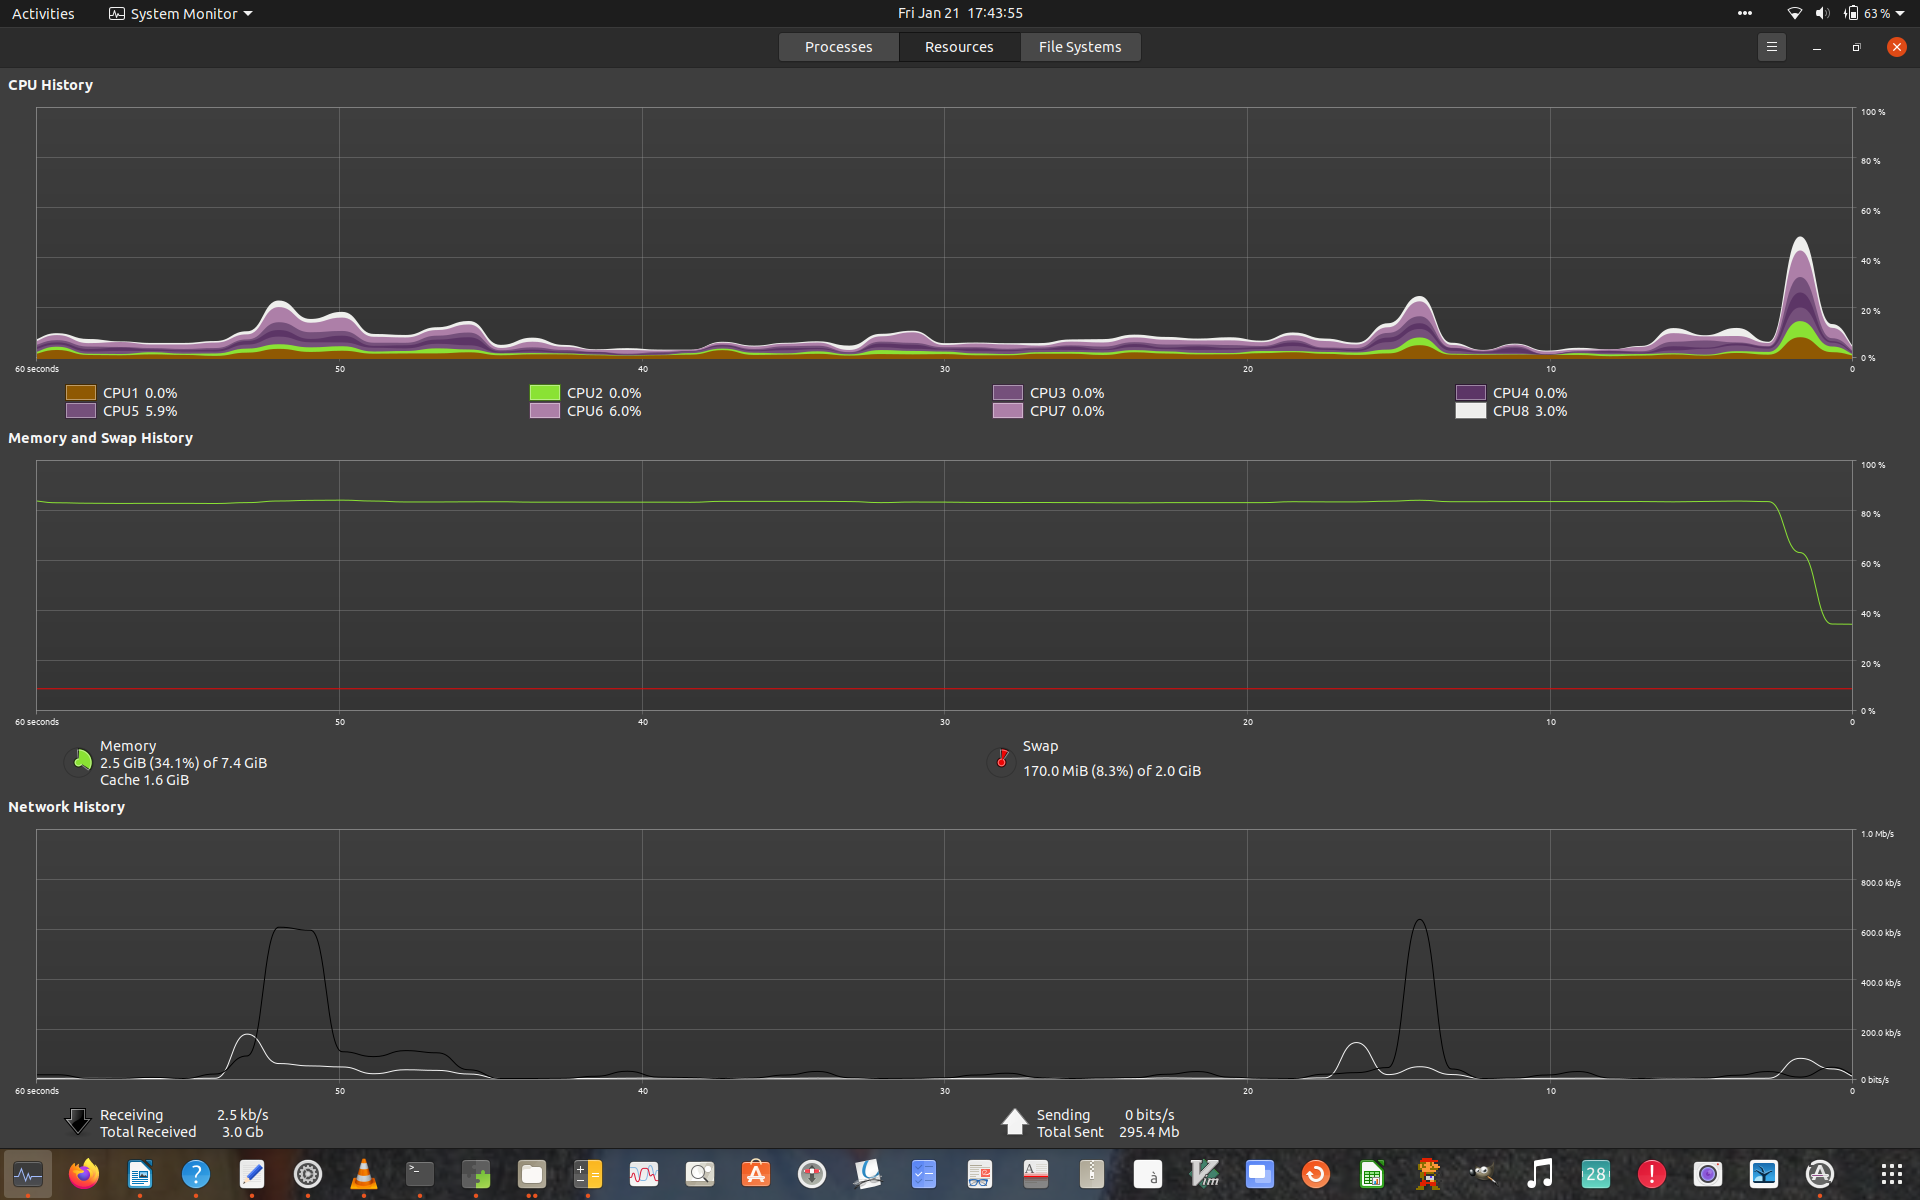 Activities System Monitor Fri Jan 21 17:43:55 63 %
Processes Resources File Systems
CPU History
100 %
80 %
60 %
40 %
20 %
0 %
60 seconds 50 40 30 20 10 0
CPU1 0.0% CPU2 0.0% CPU3 0.0% CPU4 0.0%
CPU5 5.9% CPU6 6.0% CPU7 0.0% CPU8 3.0%
Memory and Swap History
100 %
80 %
60 %
40 %
20 %
0 %
60 seconds 50 40 30 20 10 0
Memory
2.5 GiB (34.1%) of 7.4 GiB
Cache 1.6 GiB
Swap
170.0 MiB (8.3%) of 2.0 GiB
Network History
1.0 Mb/s
800.0 kb/s
600.0 kb/s
400.0 kb/s
200.0 kb/s
0 bits/s
60 seconds 50 40 30 20 10 0
Receiving 2.5 kb/s
Total Received 3.0 Gb
Sending 0 bits/s
Total Sent 295.4 Mb
? >_ A A à Vim 28 ! A